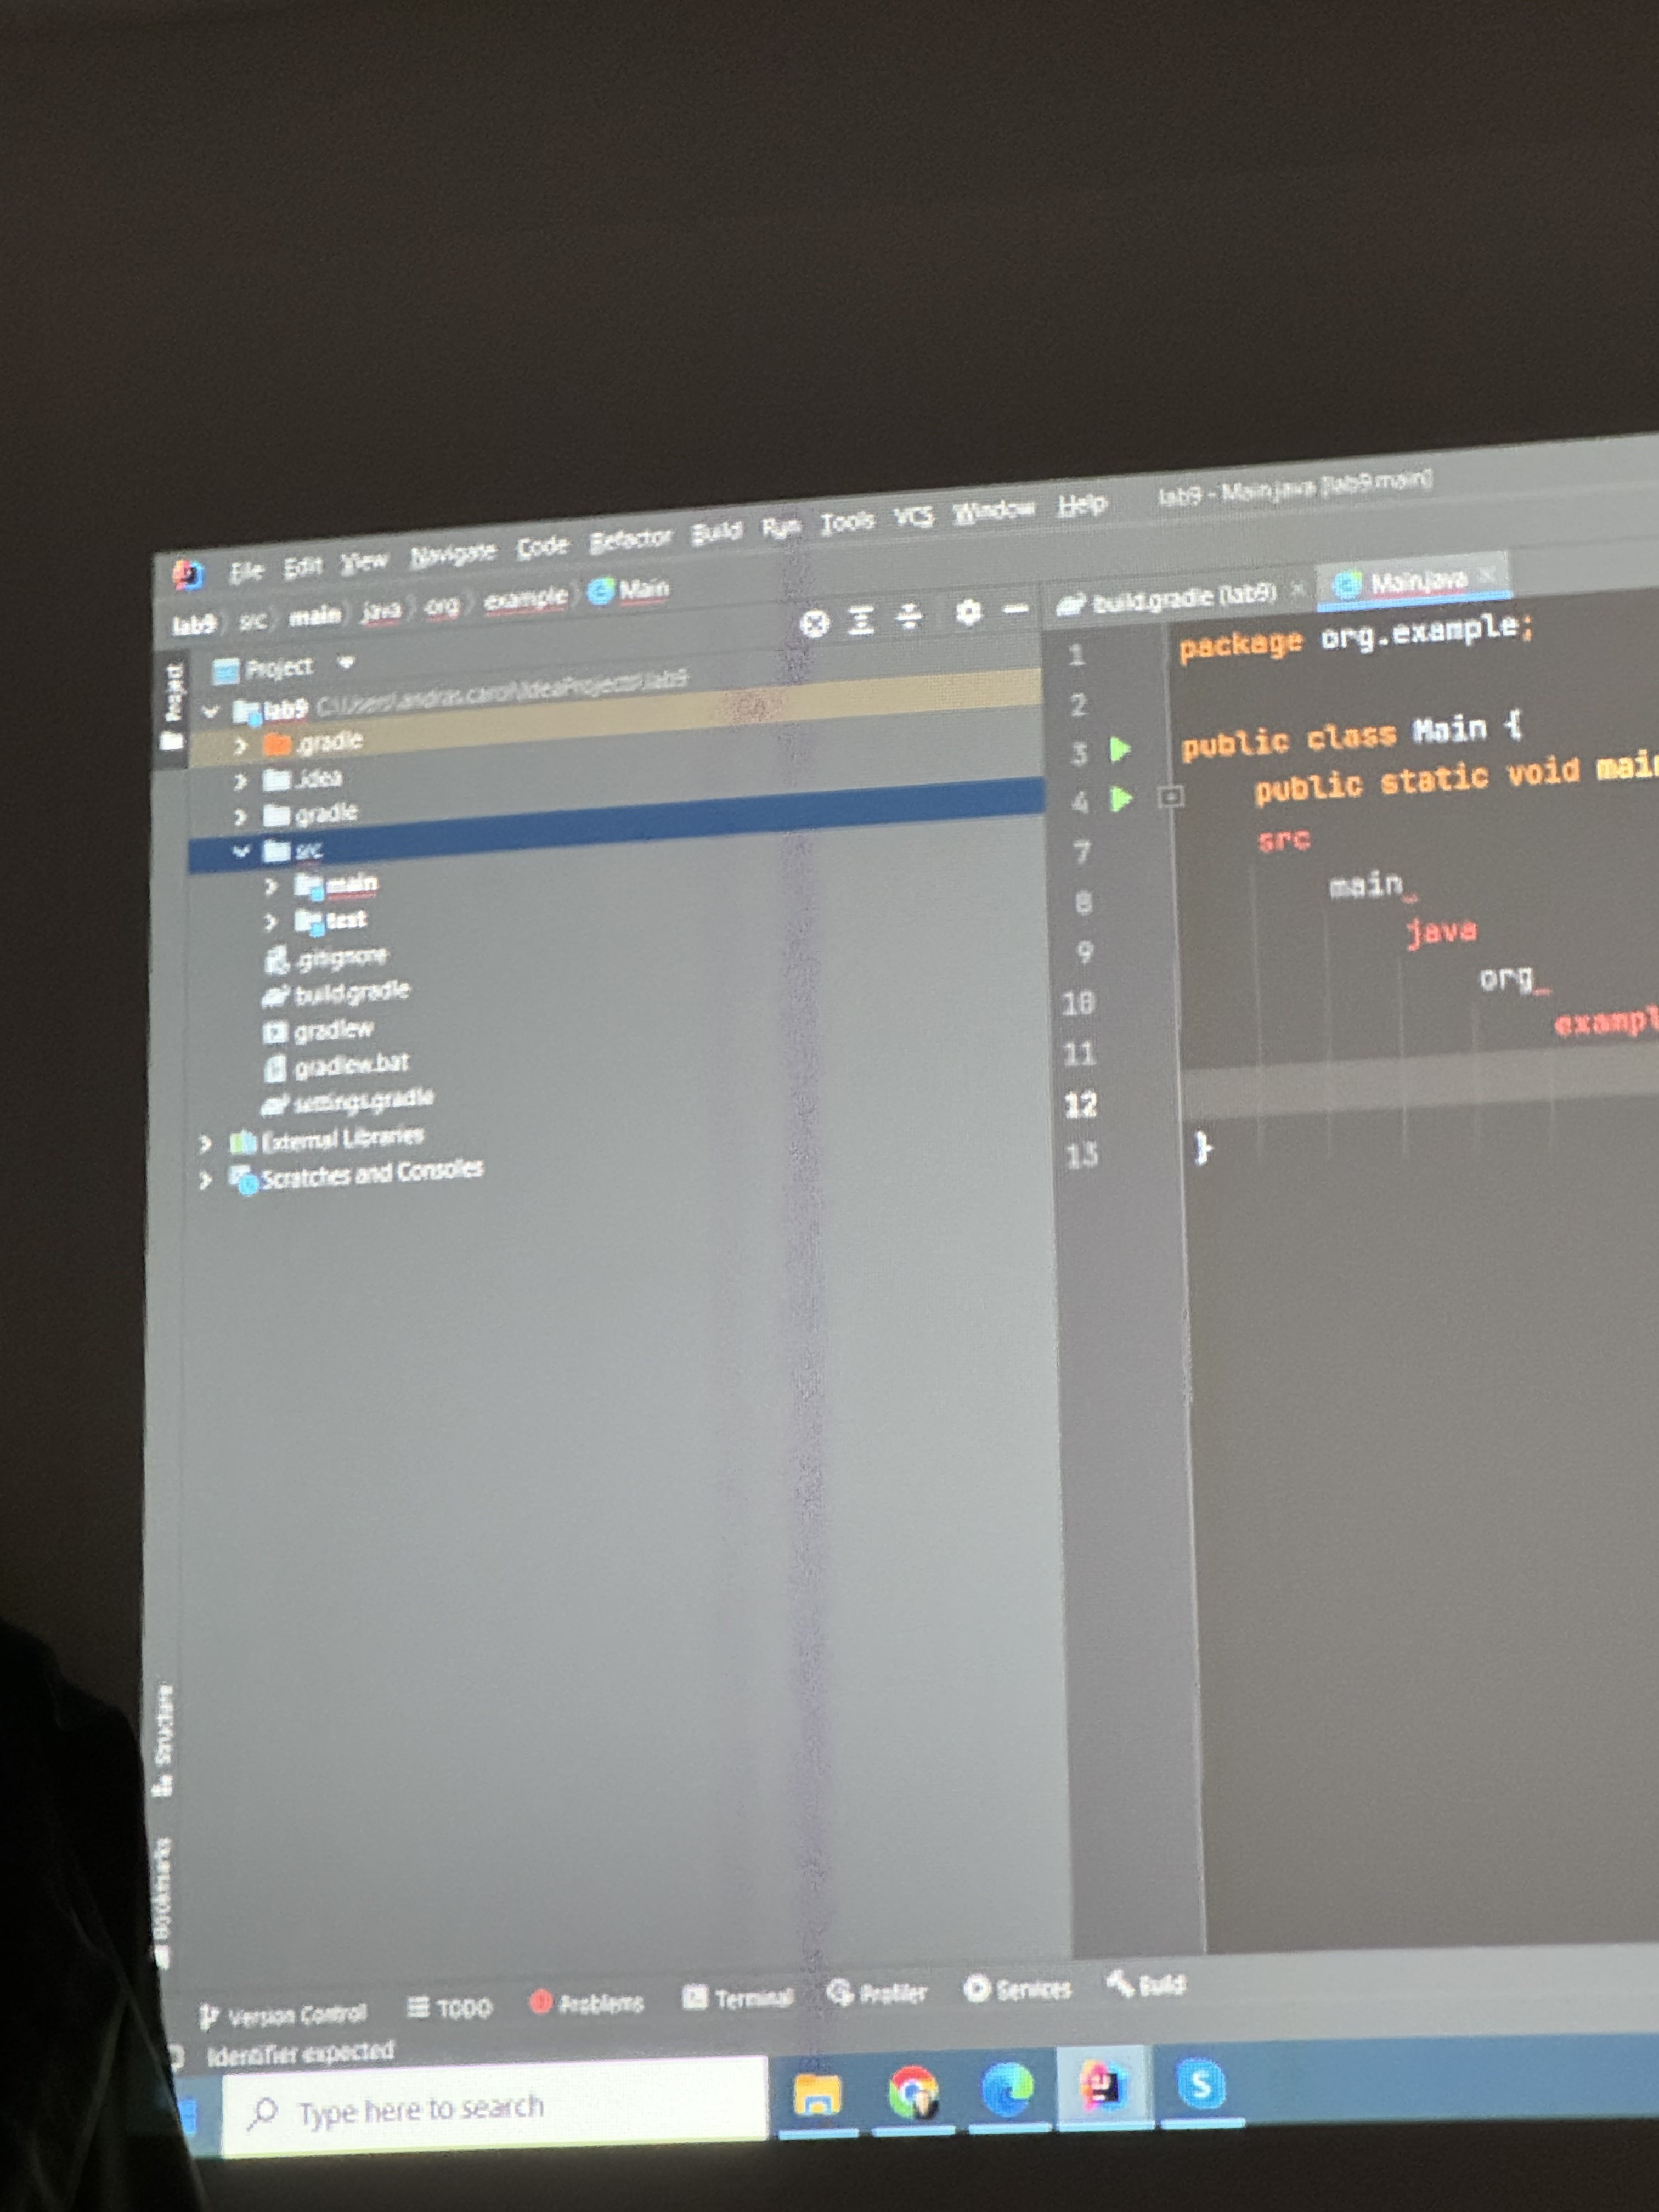 File Edit View Navigate Code Refactor Build Run Tools VCS Window Help lab9 - Main.java [lab9.main]
lab9 src main java org example Main
Project
build.gradle (lab9) Main.java
Project
lab9 C:\Users\andras.carol\IdeaProjects\lab9
.gradle
.idea
gradle
src
main
test
.gitignore
build.gradle
gradlew
gradlew.bat
settings.gradle
External Libraries
Scratches and Consoles
1 package org.example;
2
3 public class Main {
4 public static void main
7 src
8 main
9 java
10 org
11 exampl
12
13 }
Structure
Bookmarks
Version Control TODO Problems Terminal Profiler Services Build
Identifier expected
Type here to search
S